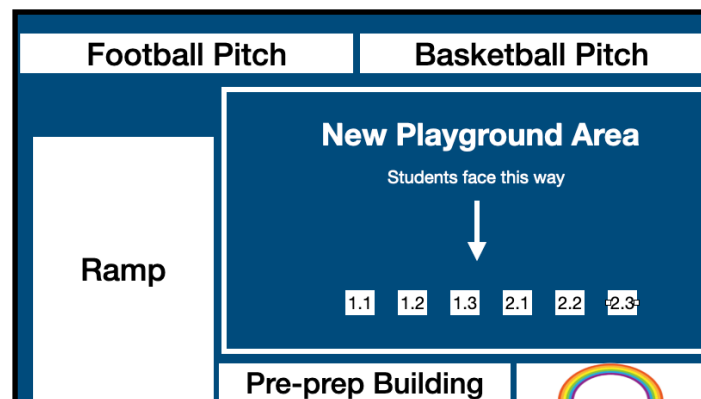 Football Pitch
Basketball Pitch
New Playground Area
Students face this way
Ramp
1.1 1.2 1.3 2.1 2.2 2.3
Pre-prep Building